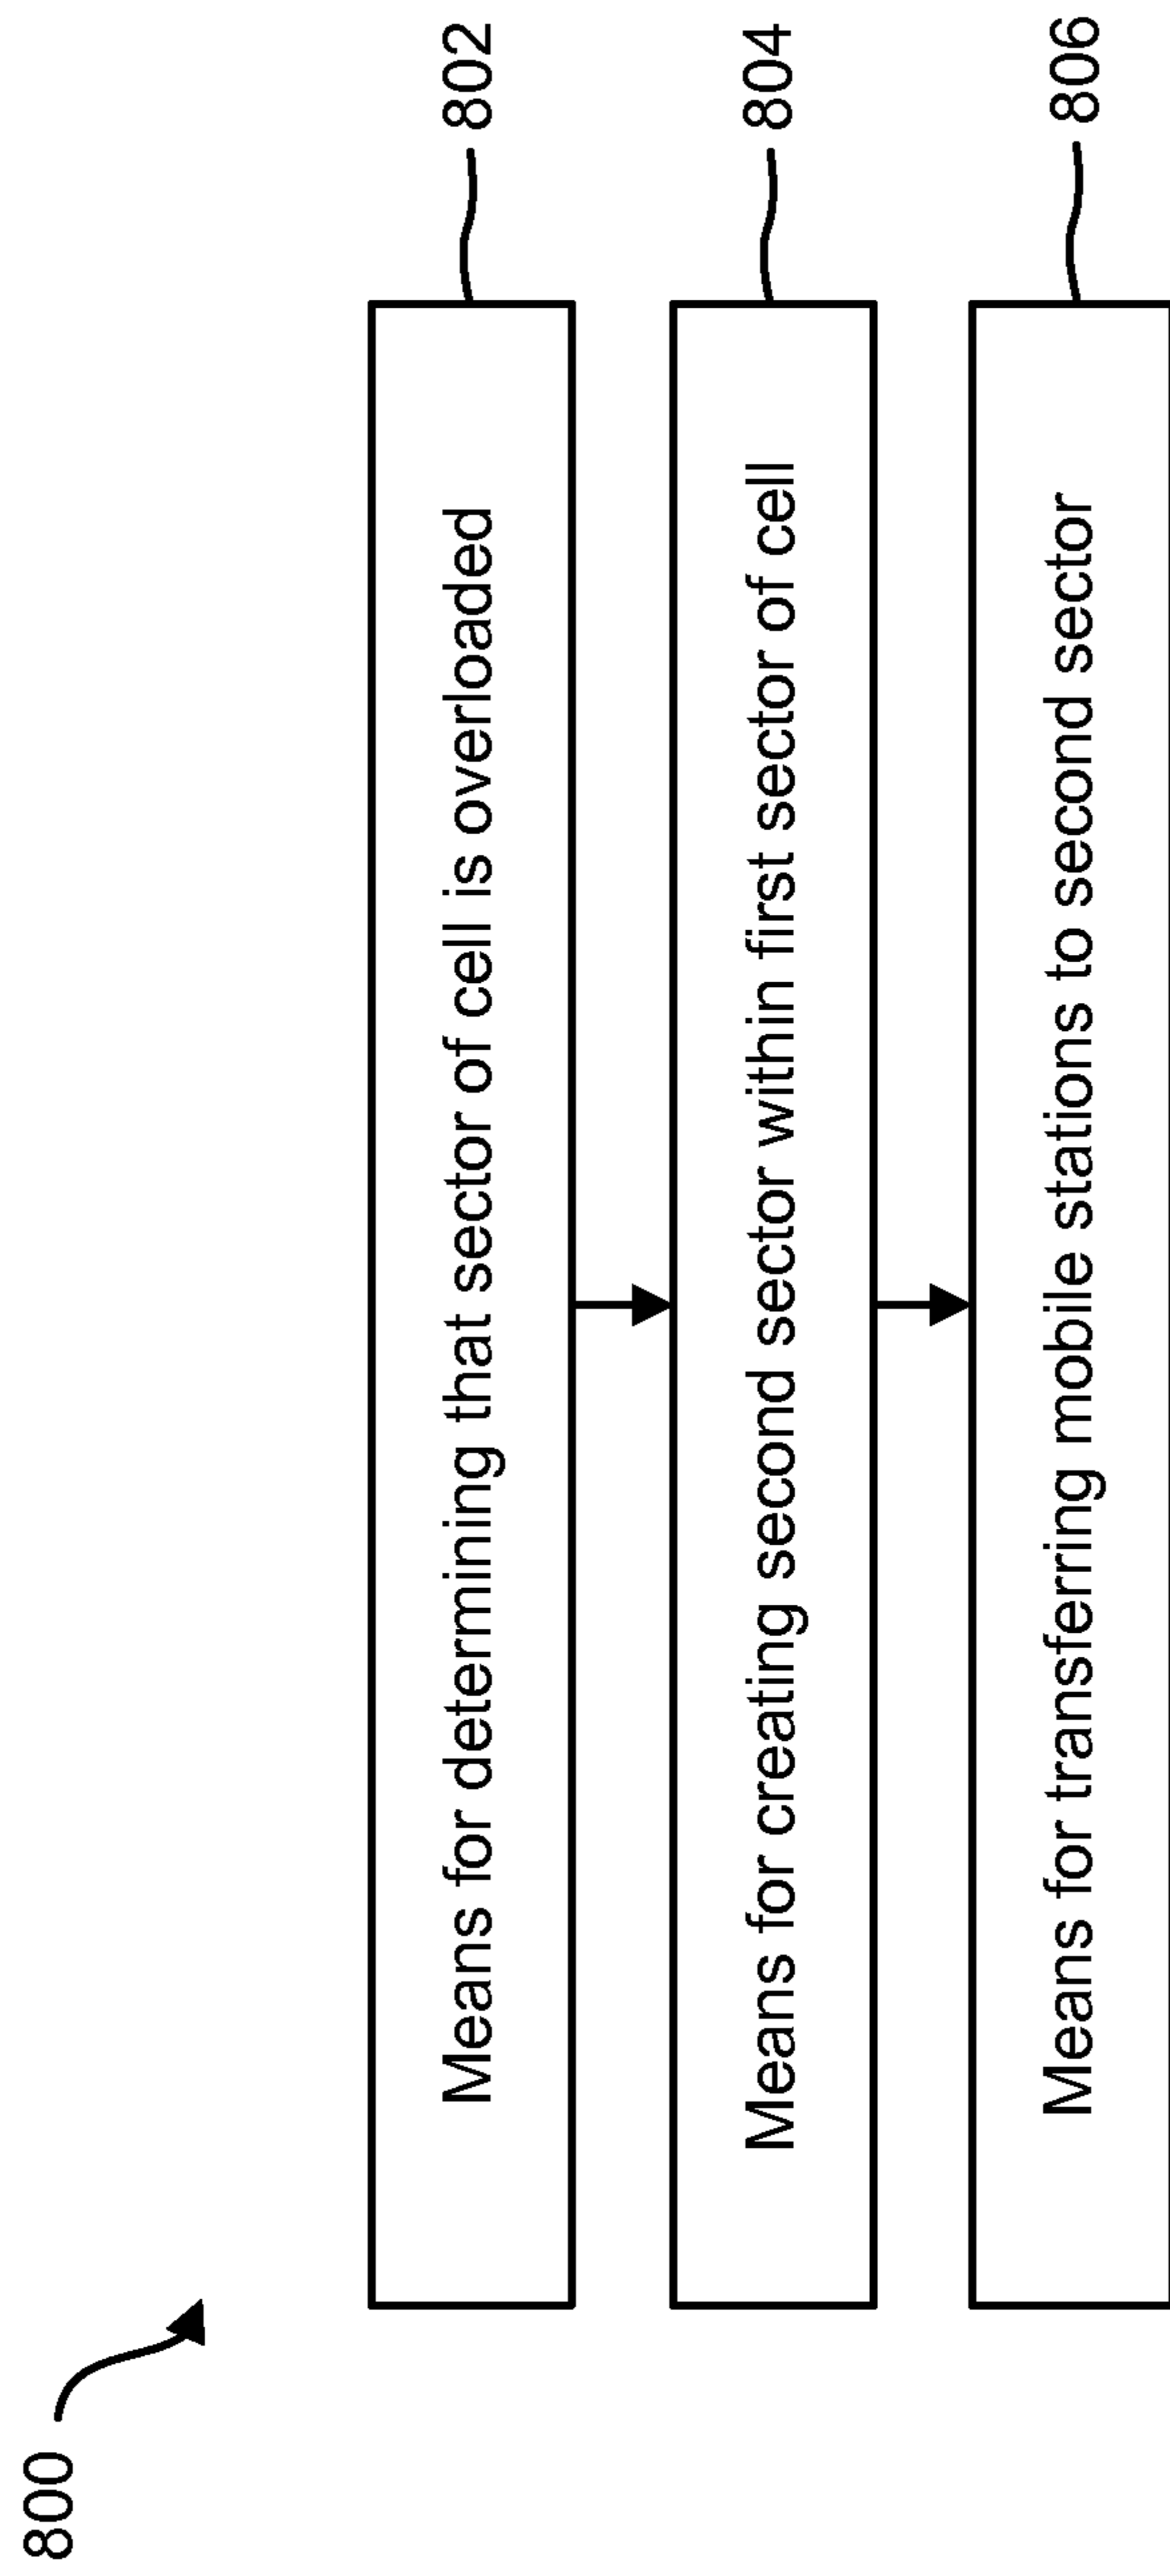 800
Means for determining that sector of cell is overloaded
802
Means for creating second sector within first sector of cell
804
Means for transferring mobile stations to second sector
806